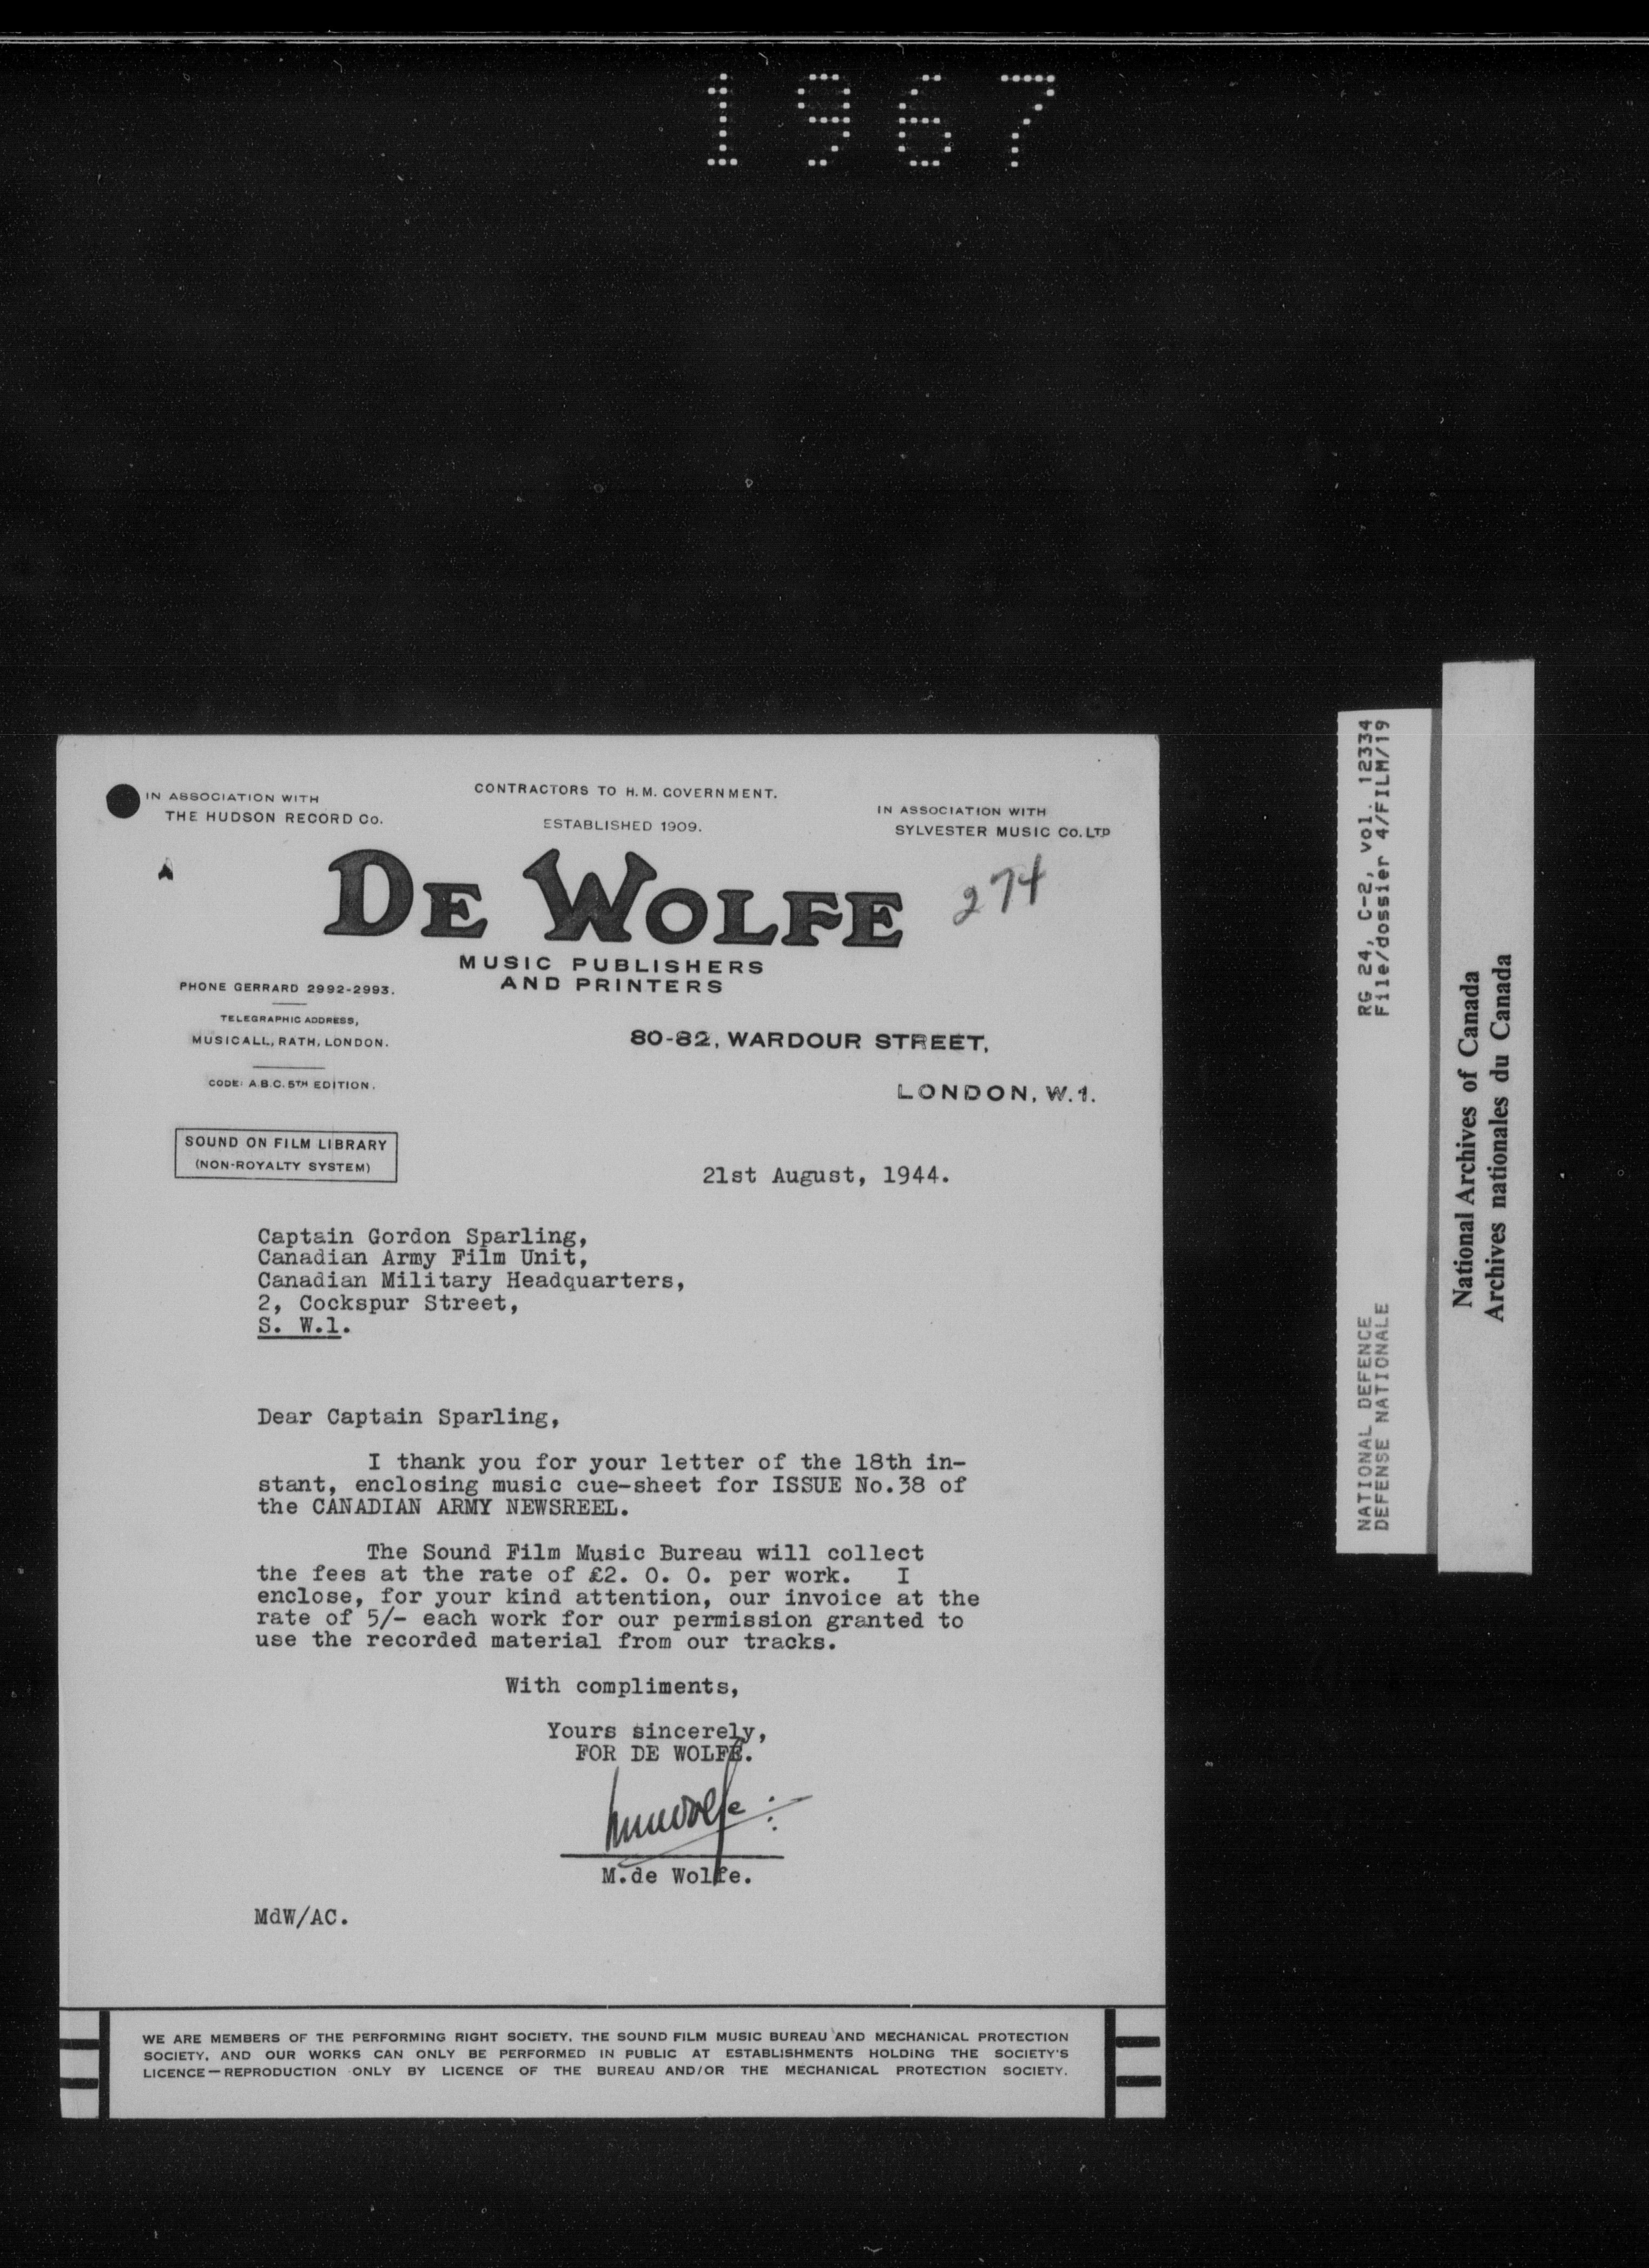 1967
IN ASSOCIATION WITH
THE HUDSON RECORD Co.
CONTRACTORS TO H.M. GOVERNMENT.
ESTABLISHED 1909.
IN ASSOCIATION WITH
SYLVESTER MUSIC Co. LTD
DE WOLFE
274
MUSIC PUBLISHERS
AND PRINTERS
PHONE GERRARD 2992-2993.
TELEGRAPHIC ADDRESS,
MUSICALL, RATH, LONDON.
CODE: A.B.C. 5TH EDITION.
80-82, WARDOUR STREET,
LONDON, W.1.
SOUND ON FILM LIBRARY
(NON-ROYALTY SYSTEM)
21st August, 1944.
Captain Gordon Sparling,
Canadian Army Film Unit,
Canadian Military Headquarters,
2, Cockspur Street,
S. W.1.
Dear Captain Sparling,
I thank you for your letter of the 18th in-
stant, enclosing music cue-sheet for ISSUE No.38 of
the CANADIAN ARMY NEWSREEL.
The Sound Film Music Bureau will collect
the fees at the rate of £2. 0. 0. per work. I
enclose, for your kind attention, our invoice at the
rate of 5/- each work for our permission granted to
use the recorded material from our tracks.
With compliments,
Yours sincerely,
FOR DE WOLFE.
M.de Wolfe.
MdW/AC.
WE ARE MEMBERS OF THE PERFORMING RIGHT SOCIETY, THE SOUND FILM MUSIC BUREAU AND MECHANICAL PROTECTION
SOCIETY, AND OUR WORKS CAN ONLY BE PERFORMED IN PUBLIC AT ESTABLISHMENTS HOLDING THE SOCIETY'S
LICENCE—REPRODUCTION ONLY BY LICENCE OF THE BUREAU AND/OR THE MECHANICAL PROTECTION SOCIETY.
NATIONAL DEFENCE RG 24, C-2, vol. 12334
DEFENSE NATIONALE File/dossier 4/FILM/19
National Archives of Canada
Archives nationales du Canada